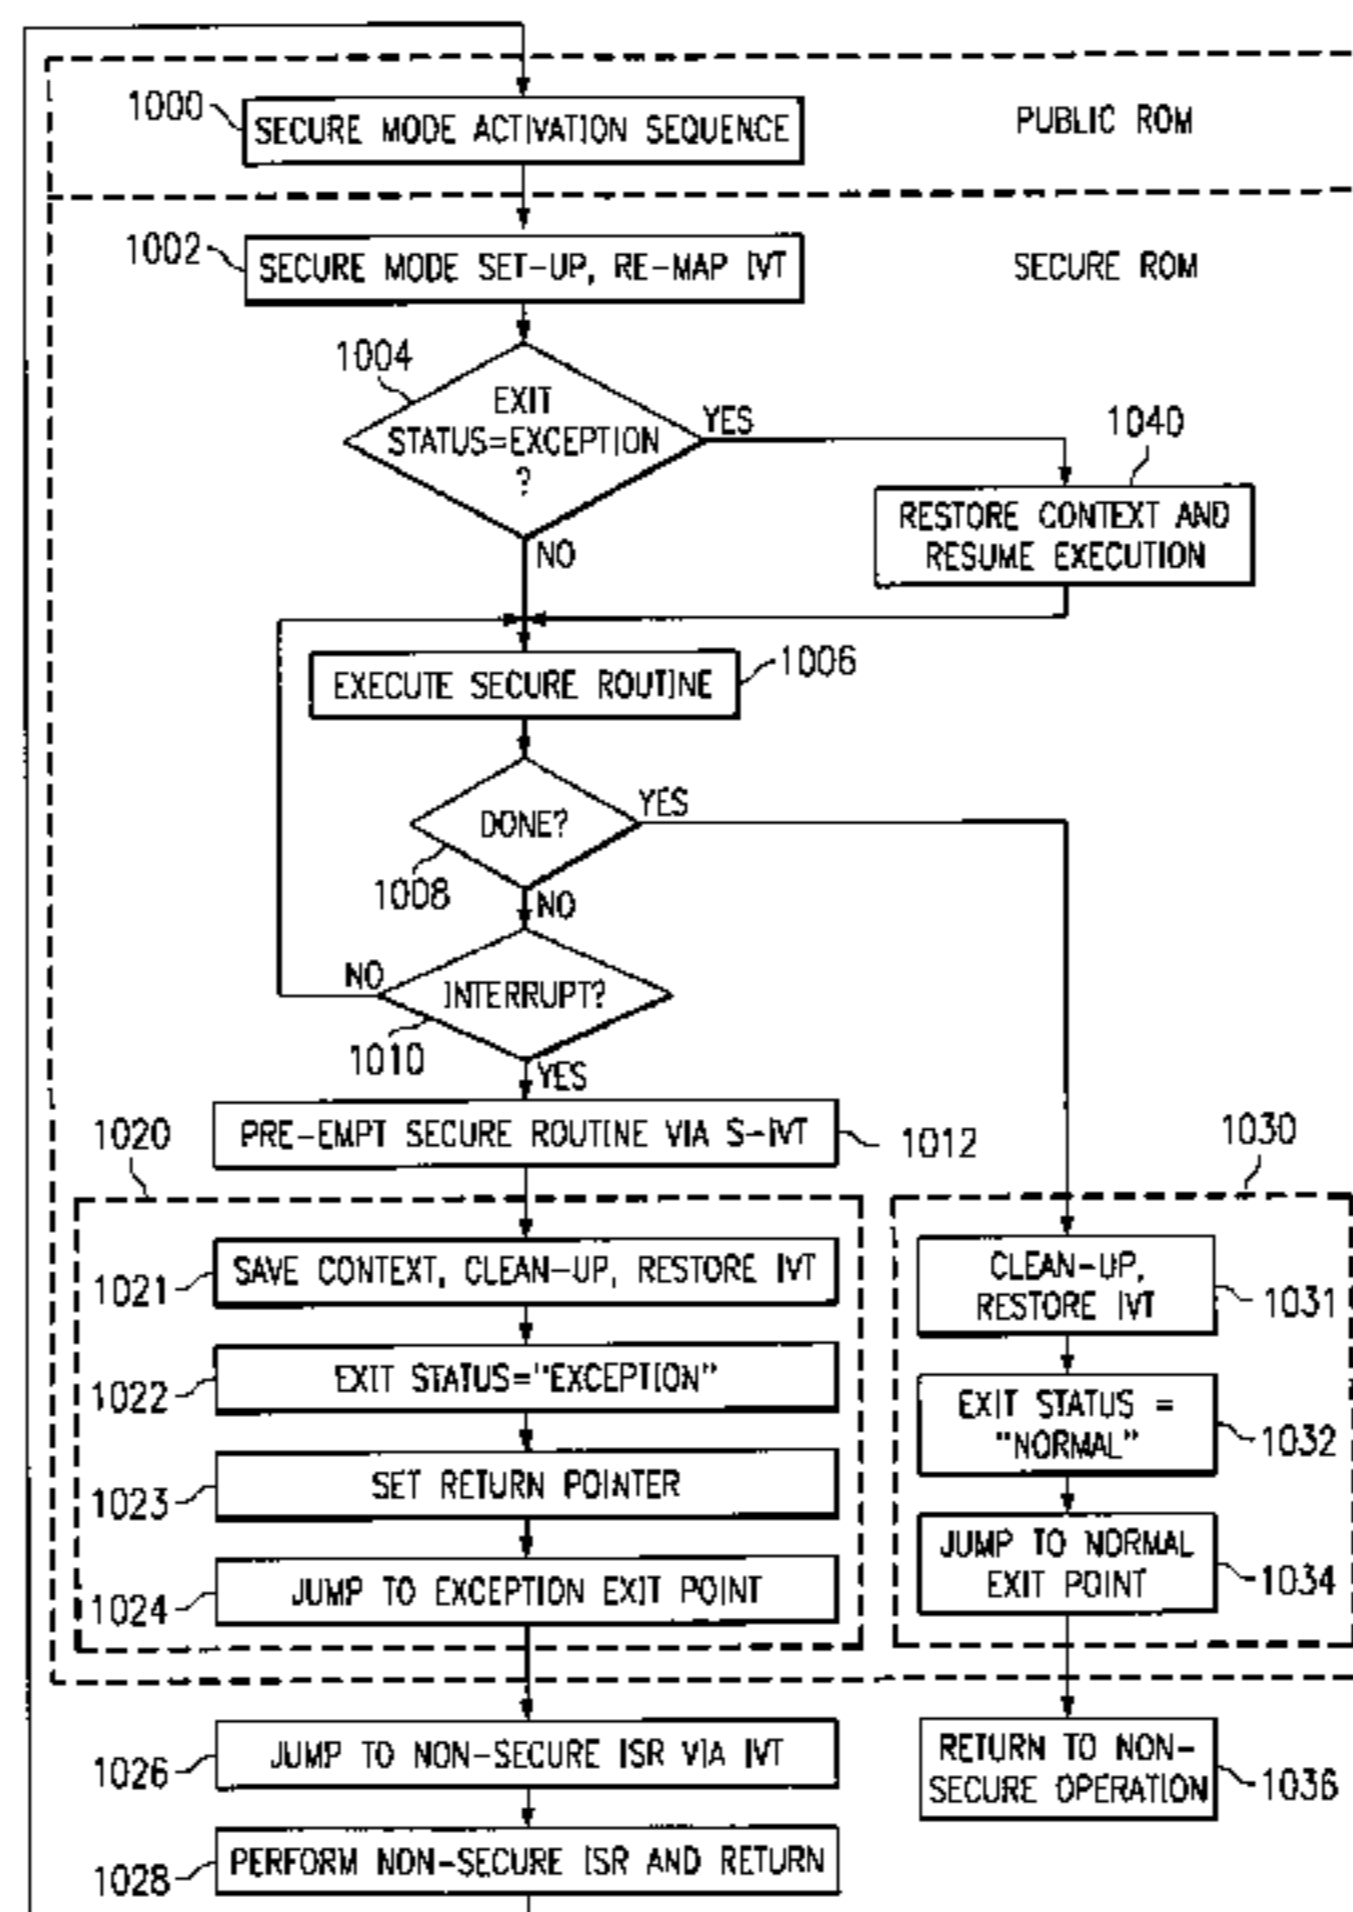 1000
SECURE MODE ACTIVATION SEQUENCE
PUBLIC ROM
1002
SECURE MODE SET-UP, RE-MAP IVT
SECURE ROM
1004
EXIT
STATUS=EXCEPTION
?
YES
NO
1040
RESTORE CONTEXT AND
RESUME EXECUTION
EXECUTE SECURE ROUTINE
1006
DONE?
YES
1008
NO
INTERRUPT?
NO
1010
YES
PRE-EMPT SECURE ROUTINE VIA S-IVT
1012
1020
1030
1021
SAVE CONTEXT, CLEAN-UP, RESTORE IVT
1022
EXIT STATUS="EXCEPTION"
1023
SET RETURN POINTER
1024
JUMP TO EXCEPTION EXIT POINT
CLEAN-UP,
RESTORE IVT
1031
EXIT STATUS =
"NORMAL"
1032
JUMP TO NORMAL
EXIT POINT
1034
1026
JUMP TO NON-SECURE ISR VIA IVT
RETURN TO NON-
SECURE OPERATION
1036
1028
PERFORM NON-SECURE ISR AND RETURN